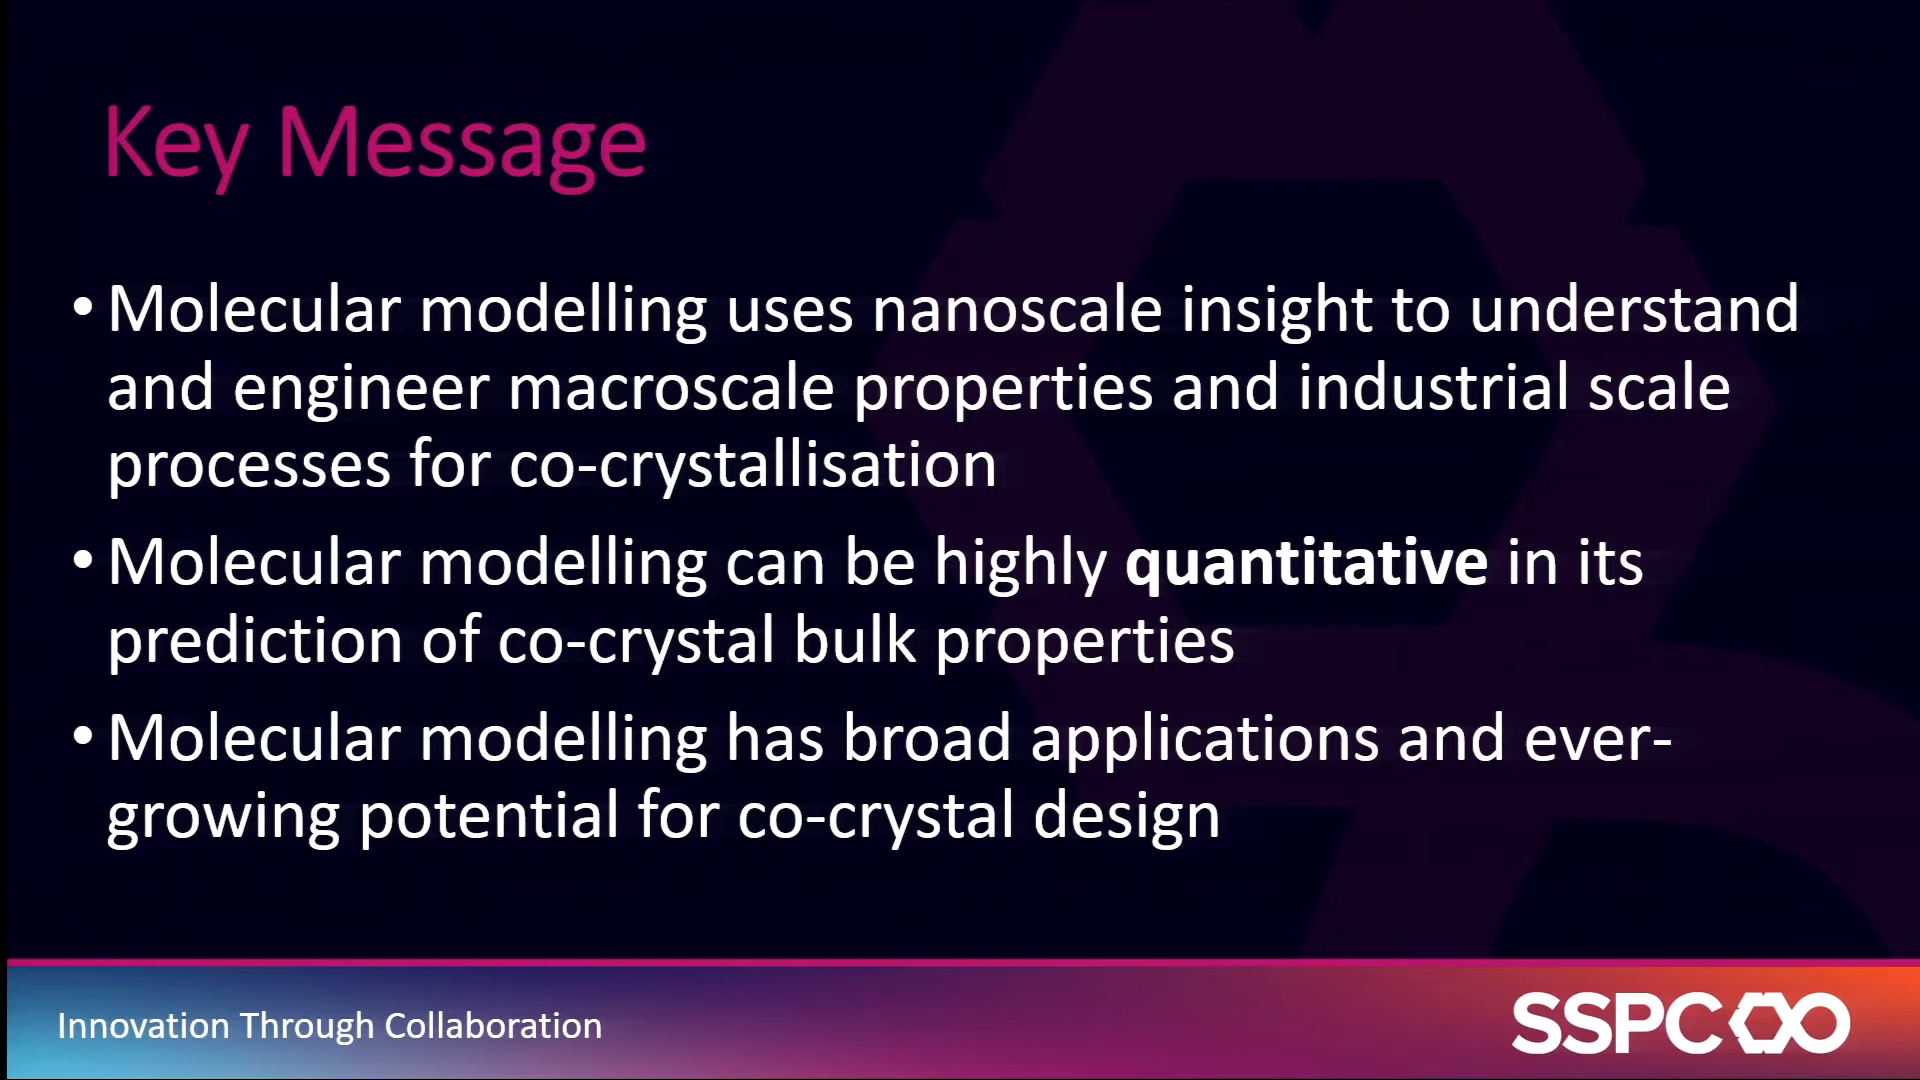 Key Message
• Molecular modelling uses nanoscale insight to understand
and engineer macroscale properties and industrial scale
processes for co-crystallisation
• Molecular modelling can be highly quantitative in its
prediction of co-crystal bulk properties
• Molecular modelling has broad applications and ever-
growing potential for co-crystal design
Innovation Through Collaboration
SSPC